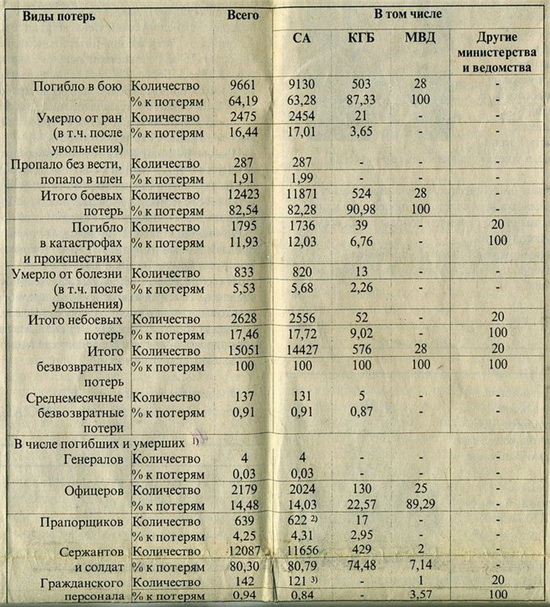 Виды потерь Всего В том числе
СА КГБ МВД Другие
министерства
и ведомства
Погибло в бою Количество 9661 9130 503 28 -
% к потерям 64,19 63,28 87,33 100 -
Умерло от ран Количество 2475 2454 21 - -
(в т.ч. после % к потерям 16,44 17,01 3,65 - -
увольнения)
Пропало без вести, Количество 287 287 - - -
попало в плен % к потерям 1,91 1,99 - - -
Итого боевых Количество 12423 11871 524 28 -
потерь % к потерям 82,54 82,28 90,98 100 -
Погибло Количество 1795 1736 39 - 20
в катастрофах % к потерям 11,93 12,03 6,76 - 100
и происшествиях
Умерло от болезни Количество 833 820 13 - -
(в т.ч. после % к потерям 5,53 5,68 2,26 - -
увольнения)
Итого небоевых Количество 2628 2556 52 - 20
потерь % к потерям 17,46 17,72 9,02 - 100
Итого Количество 15051 14427 576 28 20
безвозвратных % к потерям 100 100 100 100 100
потерь
Среднемесячные Количество 137 131 5 - -
безвозвратные % к потерям 0,91 0,91 0,87 - -
потери
В числе погибших и умерших 1)
Генералов Количество 4 4 - - -
% к потерям 0,03 0,03 - - -
Офицеров Количество 2179 2024 130 25 -
% к потерям 14,48 14,03 22,57 89,29 -
Прапорщиков Количество 639 622 2) 17 - -
% к потерям 4,25 4,31 2,95 - -
Сержантов Количество 12087 11656 429 2 -
и солдат % к потерям 80,30 80,79 74,48 7,14 -
Гражданского Количество 142 121 3) - 1 20
персонала % к потерям 0,94 0,84 - 3,57 100